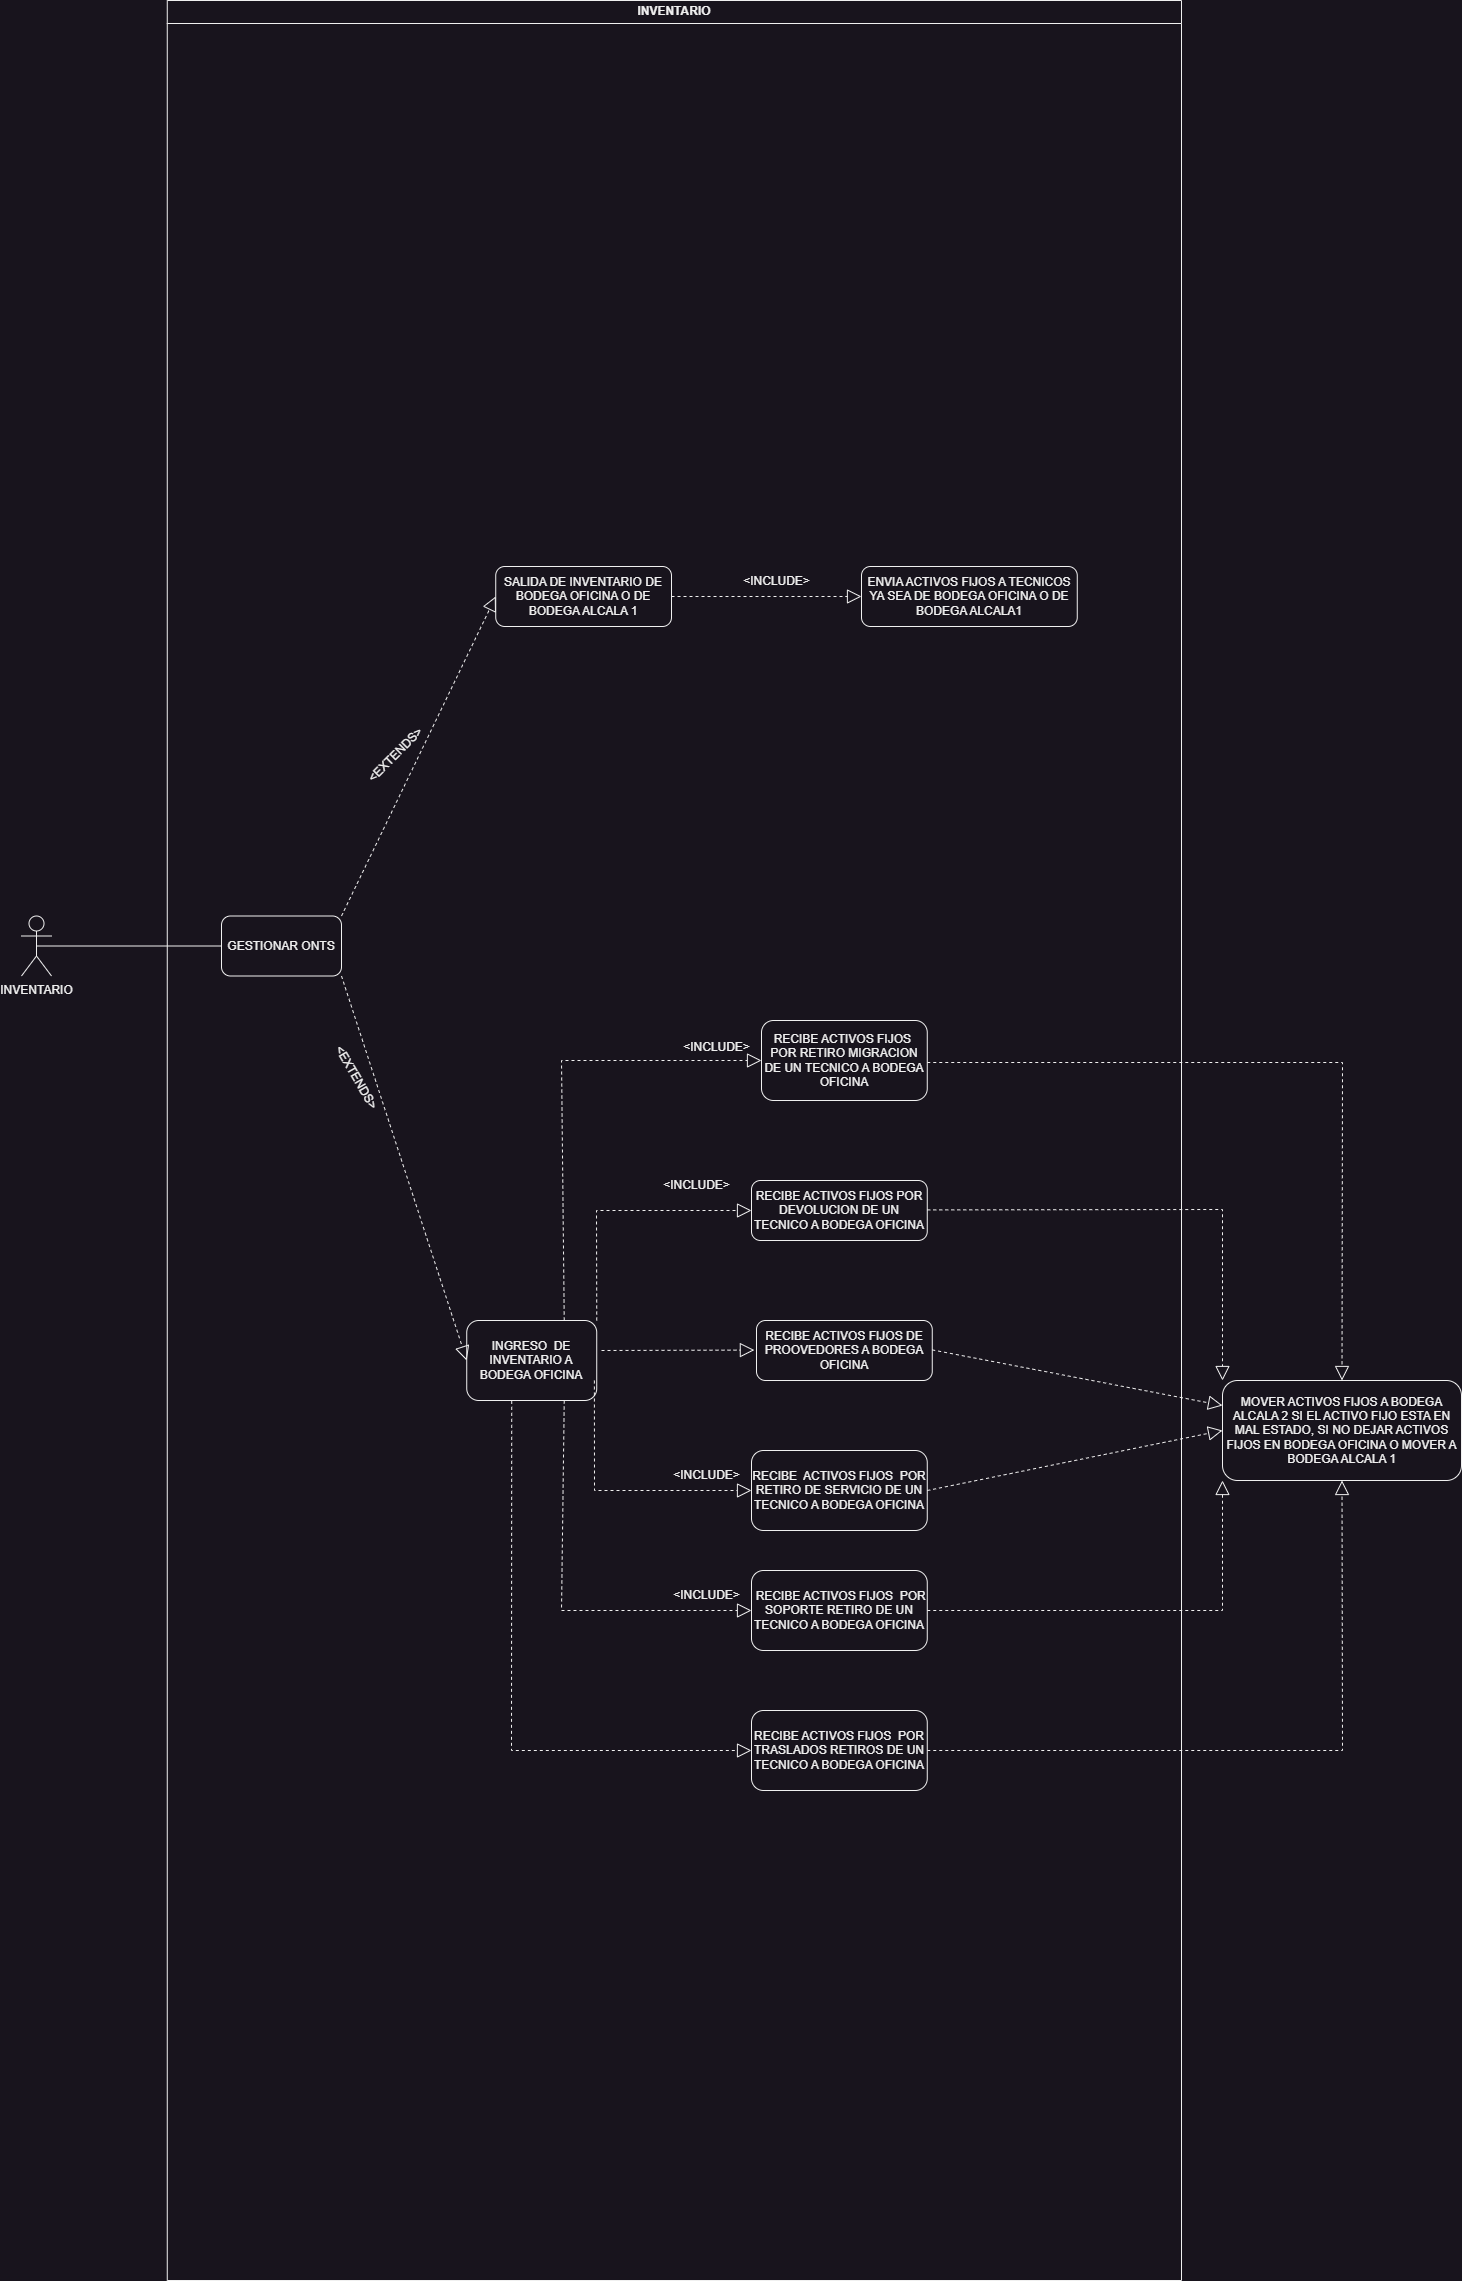 INVENTARIO
SALIDA DE INVENTARIO DE
BODEGA OFICINA O DE
BODEGA ALCALA 1
<INCLUDE>
ENVIA ACTIVOS FIJOS A TECNICOS
YA SEA DE BODEGA OFICINA O DE
BODEGA ALCALA1
<EXTENDS>
GESTIONAR ONTS
INVENTARIO
<EXTENDS>
<INCLUDE>
RECIBE ACTIVOS FIJOS
POR RETIRO MIGRACION
DE UN TECNICO A BODEGA
OFICINA
<INCLUDE>
RECIBE ACTIVOS FIJOS POR
DEVOLUCION DE UN
TECNICO A BODEGA OFICINA
INGRESO DE
INVENTARIO A
BODEGA OFICINA
RECIBE ACTIVOS FIJOS DE
PROOVEDORES A BODEGA
OFICINA
MOVER ACTIVOS FIJOS A BODEGA
ALCALA 2 SI EL ACTIVO FIJO ESTA EN
MAL ESTADO, SI NO DEJAR ACTIVOS
FIJOS EN BODEGA OFICINA O MOVER A
BODEGA ALCALA 1
<INCLUDE>
RECIBE ACTIVOS FIJOS POR
RETIRO DE SERVICIO DE UN
TECNICO A BODEGA OFICINA
<INCLUDE>
RECIBE ACTIVOS FIJOS POR
SOPORTE RETIRO DE UN
TECNICO A BODEGA OFICINA
RECIBE ACTIVOS FIJOS POR
TRASLADOS RETIROS DE UN
TECNICO A BODEGA OFICINA